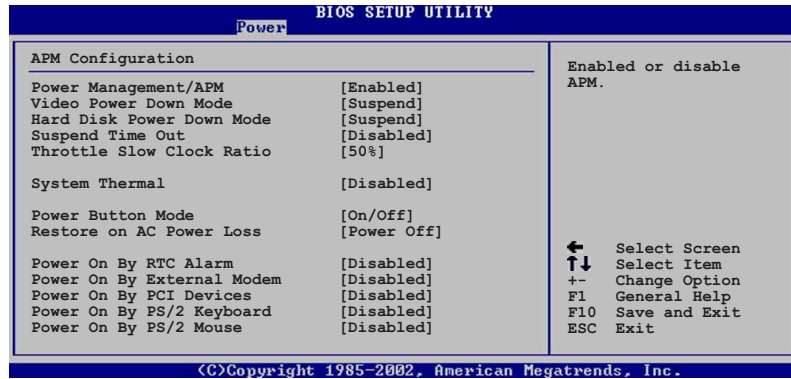 BIOS SETUP UTILITY
Power
APM Configuration
Power Management/APM [Enabled]
Video Power Down Mode [Suspend]
Hard Disk Power Down Mode [Suspend]
Suspend Time Out [Disabled]
Throttle Slow Clock Ratio [50%]
System Thermal [Disabled]
Power Button Mode [On/Off]
Restore on AC Power Loss [Power Off]
Power On By RTC Alarm [Disabled]
Power On By External Modem [Disabled]
Power On By PCI Devices [Disabled]
Power On By PS/2 Keyboard [Disabled]
Power On By PS/2 Mouse [Disabled]
Enabled or disable
APM.
← Select Screen
↑↓ Select Item
+- Change Option
F1 General Help
F10 Save and Exit
ESC Exit
(C)Copyright 1985-2002, American Megatrends, Inc.